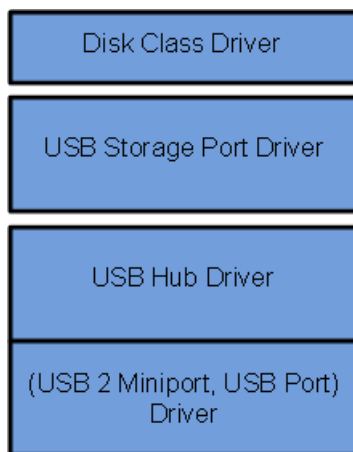 Disk Class Driver
USB Storage Port Driver
USB Hub Driver
(USB 2 Miniport, USB Port)
Driver